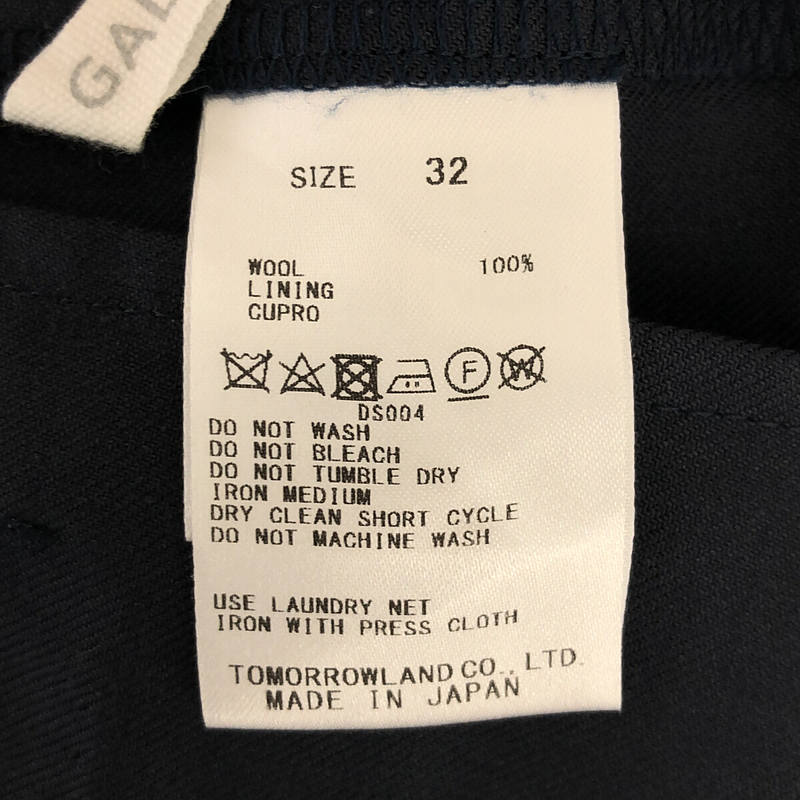 GAL
SIZE 32
WOOL 100%
LINING
CUPRO
F W
DS004
DO NOT WASH
DO NOT BLEACH
DO NOT TUMBLE DRY
IRON MEDIUM
DRY CLEAN SHORT CYCLE
DO NOT MACHINE WASH
USE LAUNDRY NET
IRON WITH PRESS CLOTH
TOMORROWLAND CO., LTD.
MADE IN JAPAN